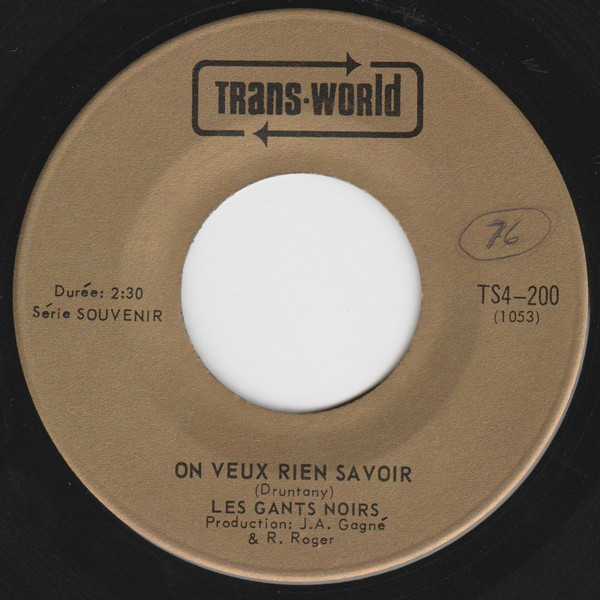 TRANS-WORLD
76
Durée: 2:30
Série SOUVENIR
TS4-200
(1053)
ON VEUX RIEN SAVOIR
(Druntany)
LES GANTS NOIRS
Production: J.A. Gagné
& R. Roger